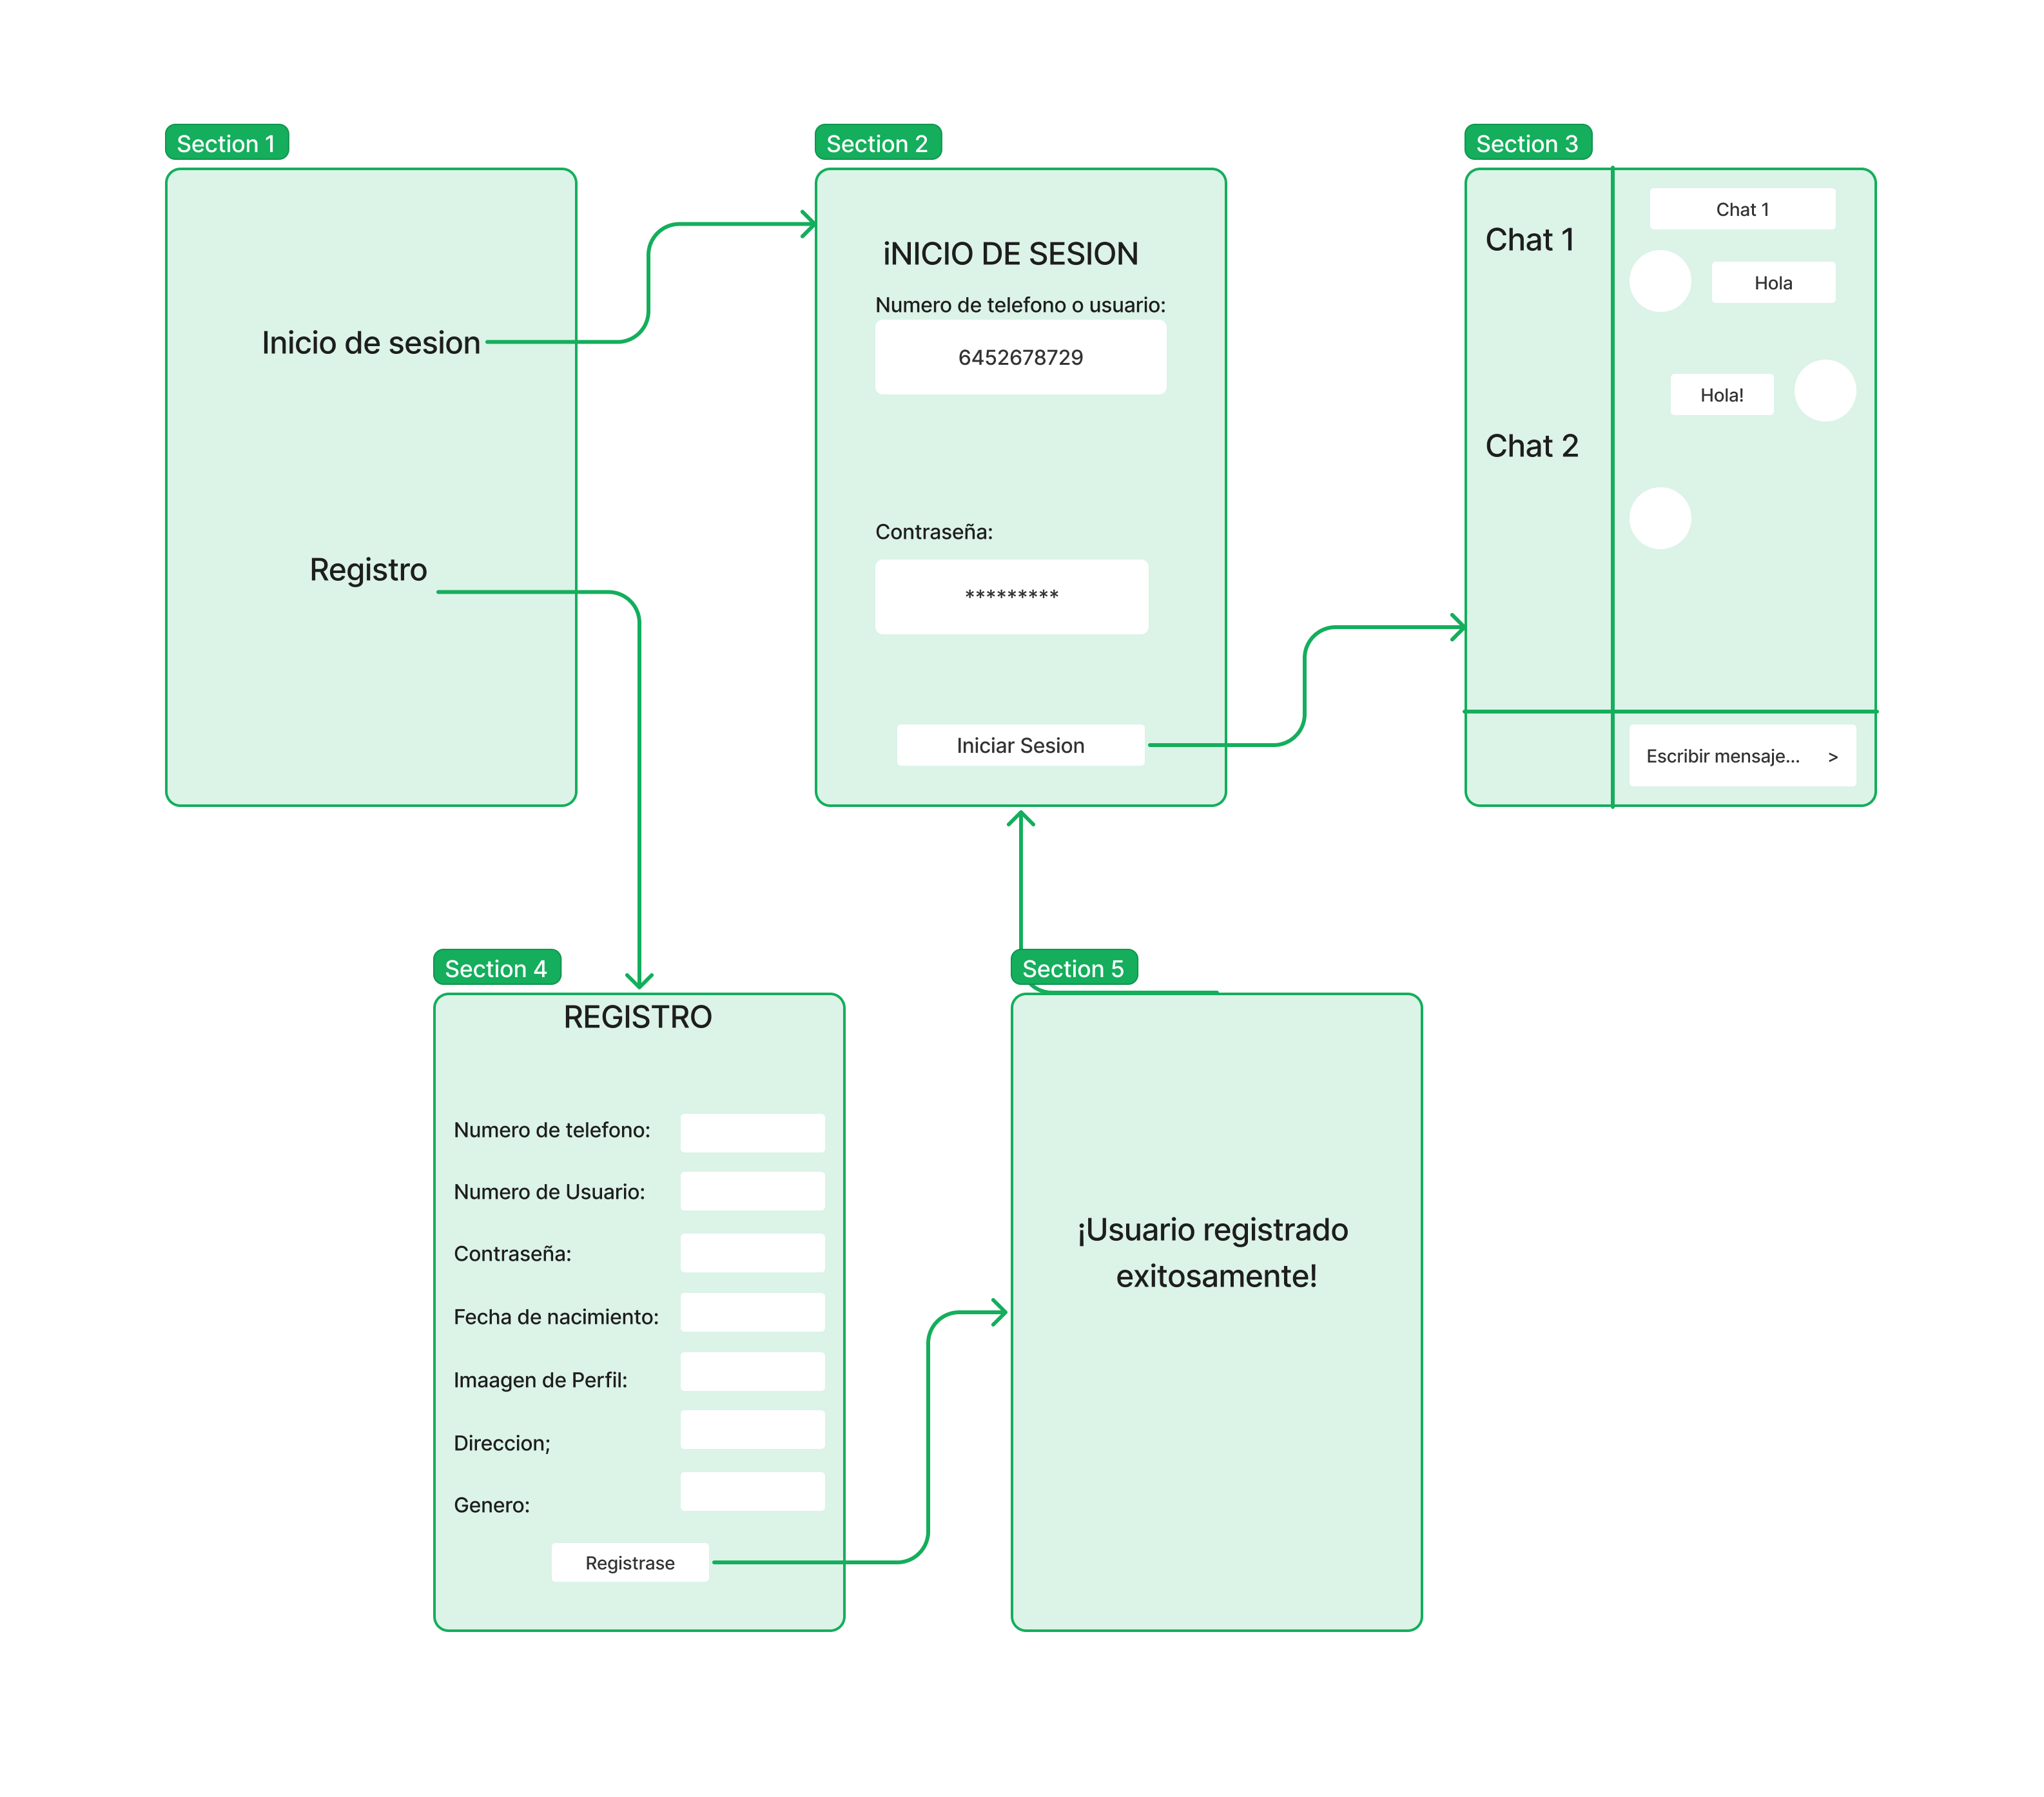 Section 1
Inicio de sesion
Registro
Section 2
iNICIO DE SESION
Numero de telefono o usuario:
6452678729
Contraseña:
*********
Iniciar Sesion
Section 3
Chat 1
Chat 2
Chat 1
Hola
Hola!
Escribir mensaje... >
Section 4
REGISTRO
Numero de telefono:
Numero de Usuario:
Contraseña:
Fecha de nacimiento:
Imaagen de Perfil:
Direccion;
Genero:
Registrase
Section 5
¡Usuario registrado
exitosamente!